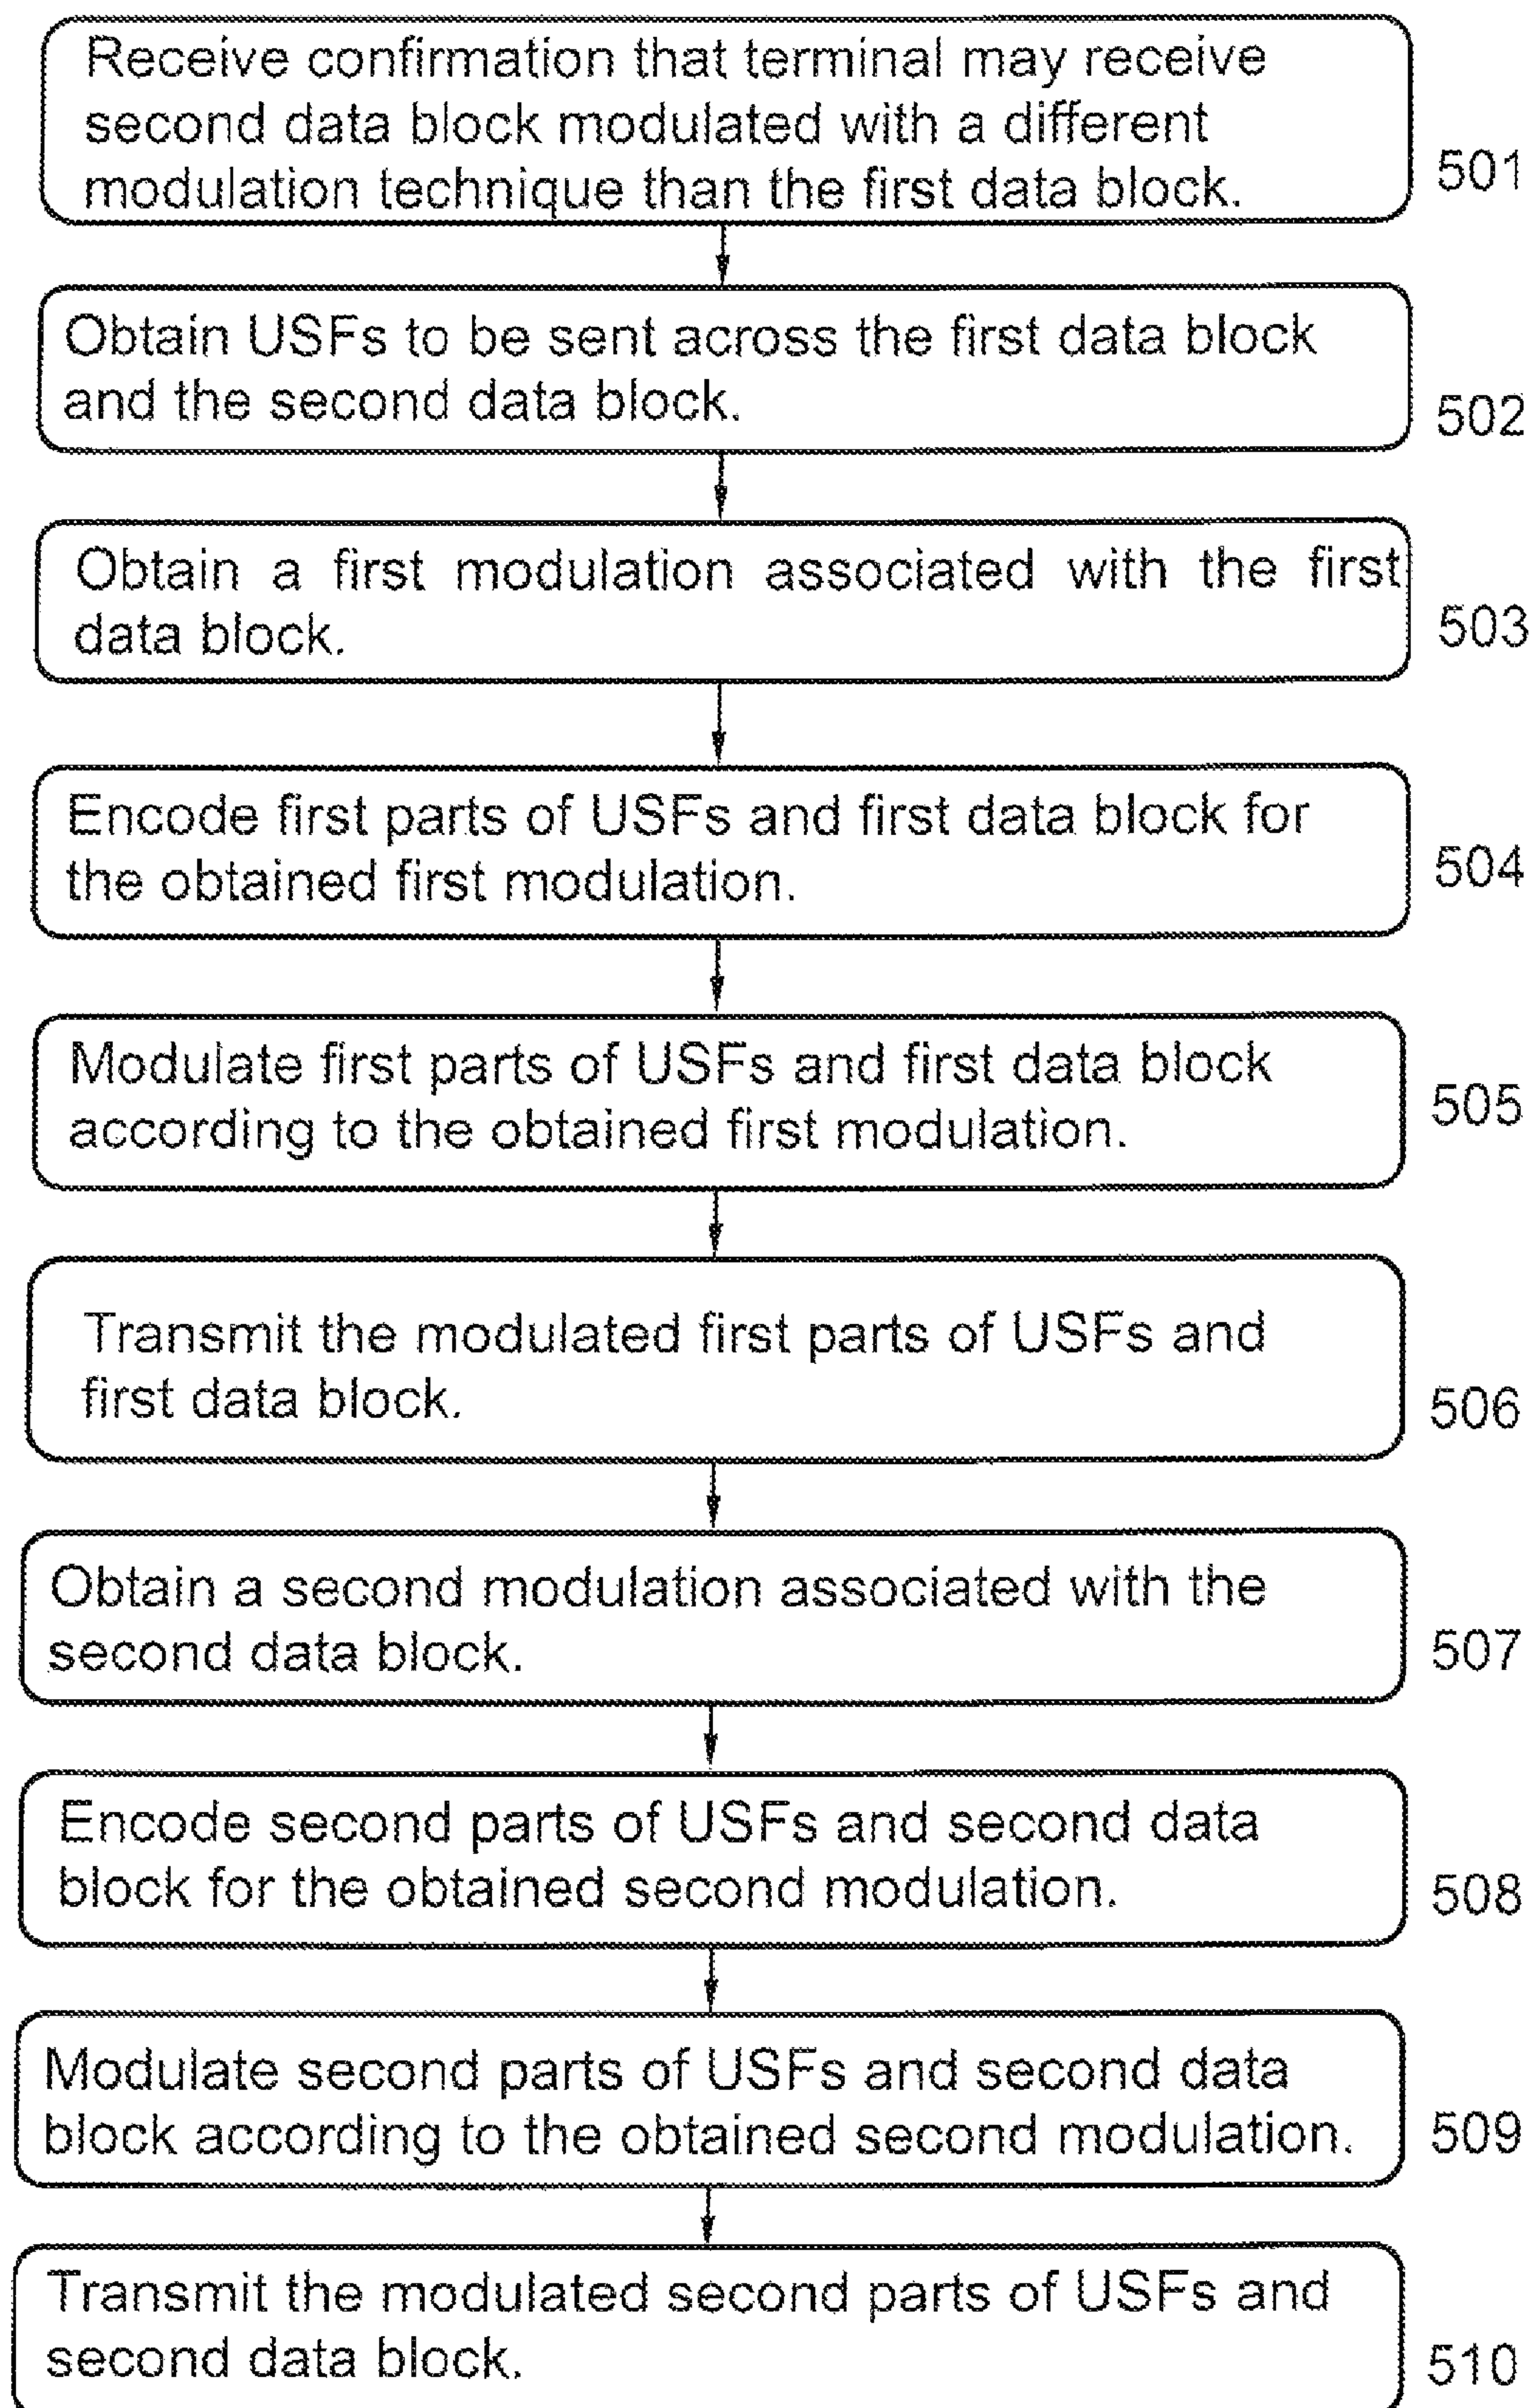 Receive confirmation that terminal may receive
second data block modulated with a different
modulation technique than the first data block.
501
Obtain USFs to be sent across the first data block
and the second data block.
502
Obtain a first modulation associated with the first
data block.
503
Encode first parts of USFs and first data block for
the obtained first modulation.
504
Modulate first parts of USFs and first data block
according to the obtained first modulation.
505
Transmit the modulated first parts of USFs and
first data block.
506
Obtain a second modulation associated with the
second data block.
507
Encode second parts of USFs and second data
block for the obtained second modulation.
508
Modulate second parts of USFs and second data
block according to the obtained second modulation.
509
Transmit the modulated second parts of USFs and
second data block.
510